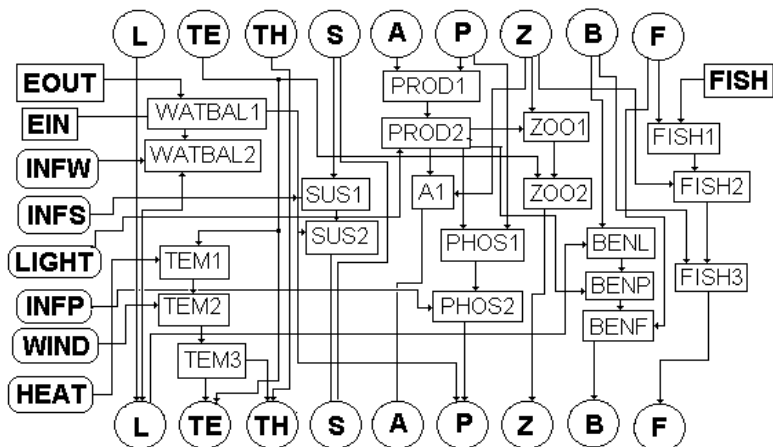 L TE TH S A P Z B F
EOUT PROD1 FISH
EIN WATBAL1 PROD2 ZOO1 FISH1
INFW WATBAL2
INFS SUS1 A1 ZOO2 FISH2
LIGHT TEM1 SUS2 PHOS1 BENL FISH3
INFP TEM2 PHOS2 BENP
WIND TEM3 BENF
HEAT
L TE TH S A P Z B F